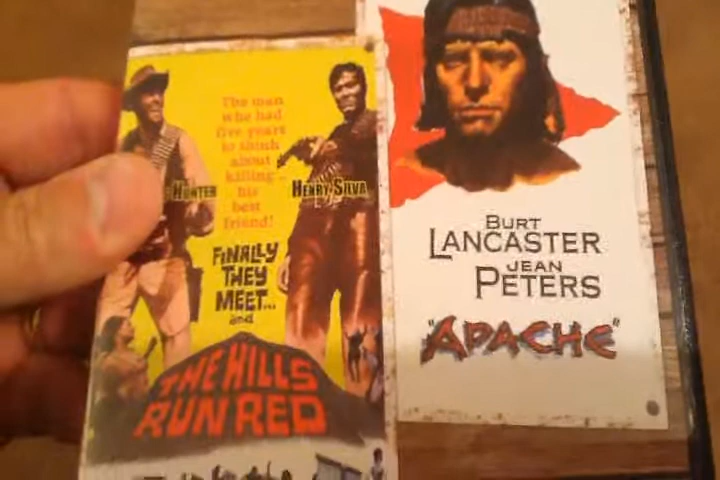 The man
who had
five years
to think
about
killing..
his
best
friend!
HUNTER
HENRY SILVA
FINALLY
THEY
MEET...
and
THE HILLS
RUN RED
BURT
LANCASTER
JEAN
PETERS
"APACHE"